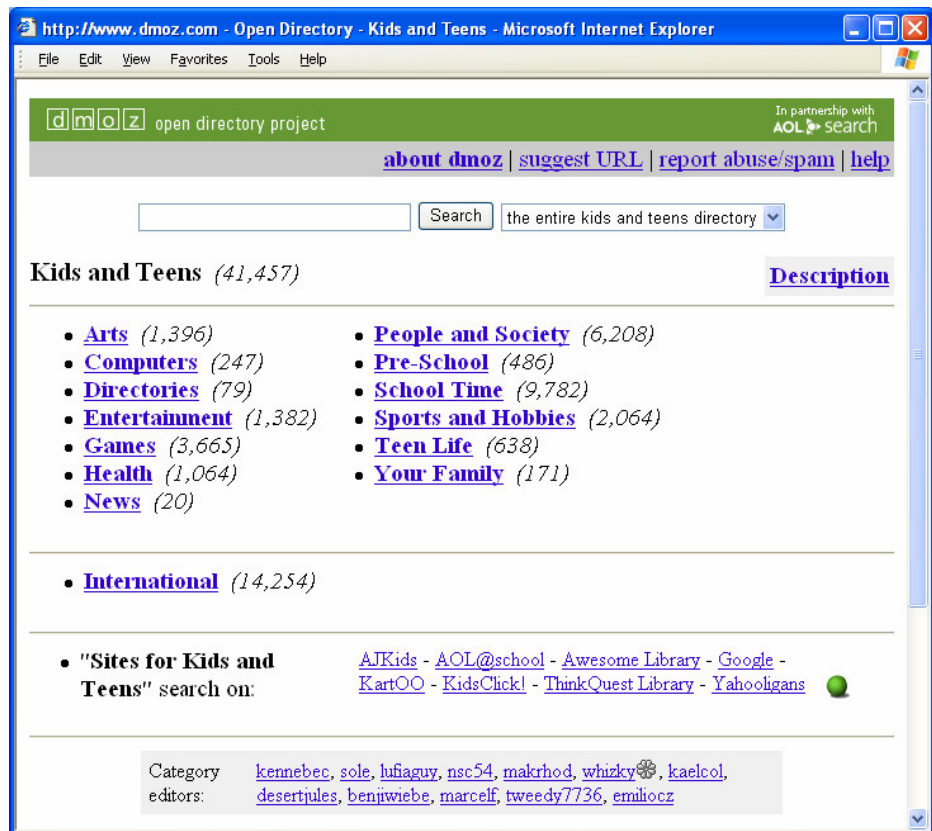 http://www.dmoz.com - Open Directory - Kids and Teens - Microsoft Internet Explorer
File Edit View Favorites Tools Help
dmoz open directory project
In partnership with
AOL search
about dmoz | suggest URL | report abuse/spam | help
Search the entire kids and teens directory
Kids and Teens (41,457)
Description
• Arts (1,396)
• Computers (247)
• Directories (79)
• Entertainment (1,382)
• Games (3,665)
• Health (1,064)
• News (20)
• People and Society (6,208)
• Pre-School (486)
• School Time (9,782)
• Sports and Hobbies (2,064)
• Teen Life (638)
• Your Family (171)
• International (14,254)
• "Sites for Kids and
Teens" search on:
AJKids - AOL@school - Awesome Library - Google -
KartOO - KidsClick! - ThinkQuest Library - Yahooligans
Category
editors:
kennebec, sole, lufiaguy, nsc54, makrhod, whizky, kaelcol,
desertjules, benjiwiebe, marcelf, tweedy7736, emiliocz